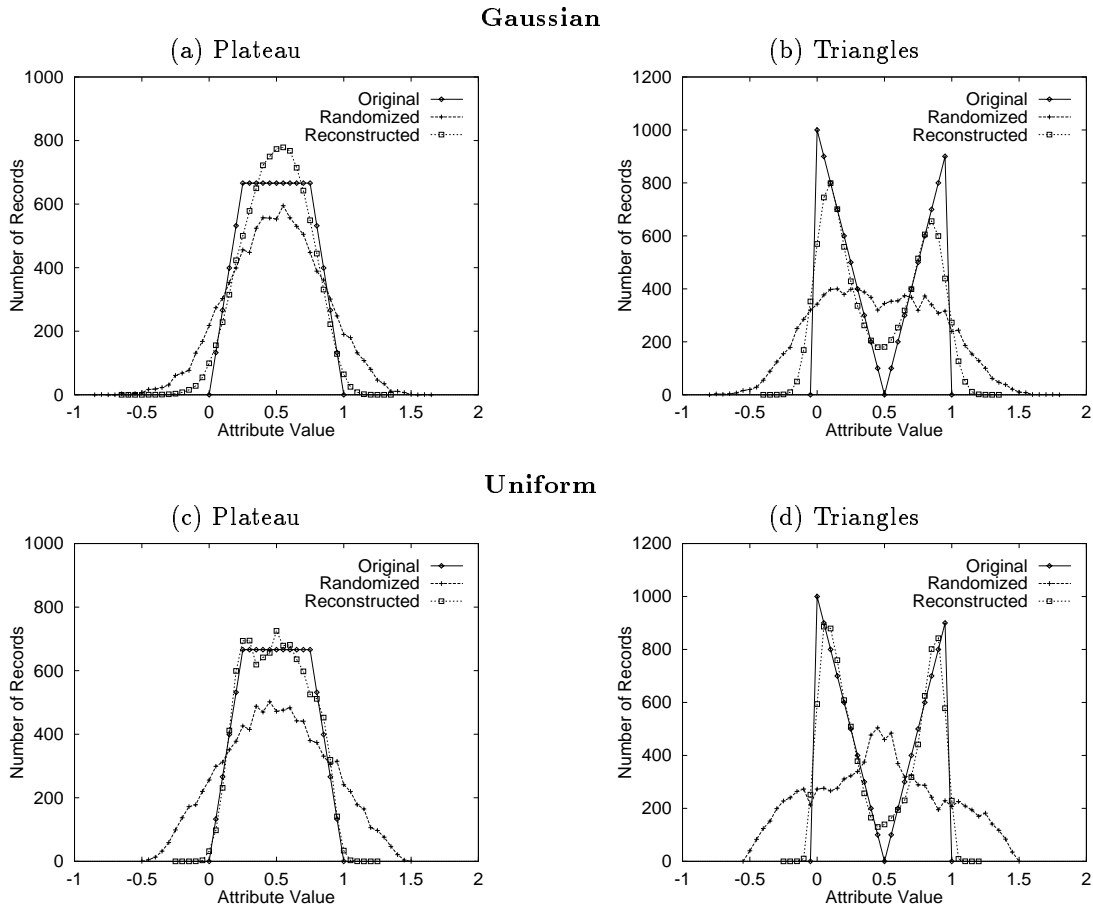 Gaussian
(a) Plateau
(b) Triangles
1000
800
600
400
200
0
Number of Records
Original
Randomized
Reconstructed
-1
-0.5
0
0.5
1
1.5
2
Attribute Value
1200
1000
800
600
400
200
0
Number of Records
Original
Randomized
Reconstructed
-1
-0.5
0
0.5
1
1.5
2
Attribute Value
Uniform
(c) Plateau
(d) Triangles
1000
800
600
400
200
0
Number of Records
Original
Randomized
Reconstructed
-1
-0.5
0
0.5
1
1.5
2
Attribute Value
1200
1000
800
600
400
200
0
Number of Records
Original
Randomized
Reconstructed
-1
-0.5
0
0.5
1
1.5
2
Attribute Value